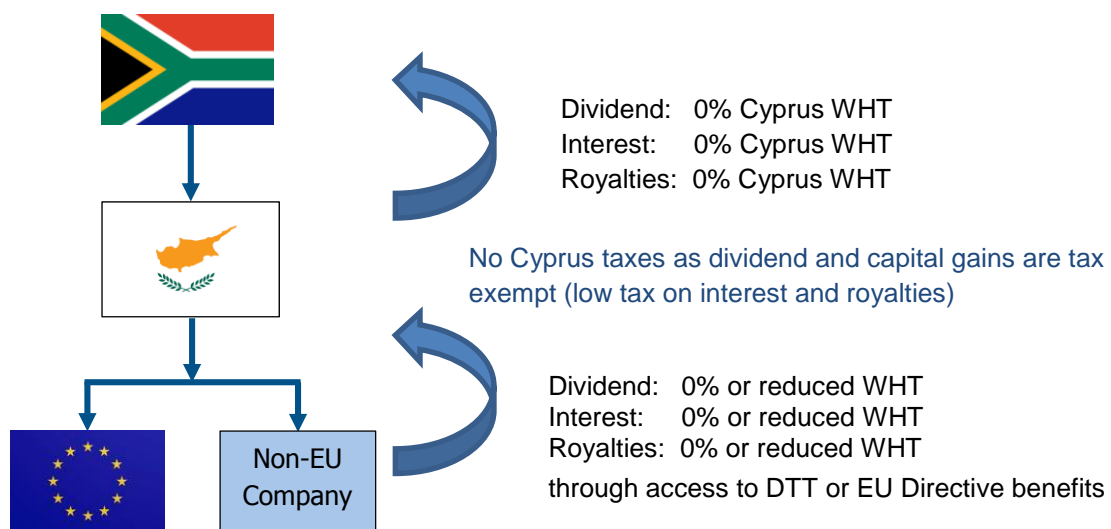 Dividend: 0% Cyprus WHT
Interest: 0% Cyprus WHT
Royalties: 0% Cyprus WHT
No Cyprus taxes as dividend and capital gains are tax
exempt (low tax on interest and royalties)
Dividend: 0% or reduced WHT
Interest: 0% or reduced WHT
Royalties: 0% or reduced WHT
through access to DTT or EU Directive benefits
Non-EU
Company